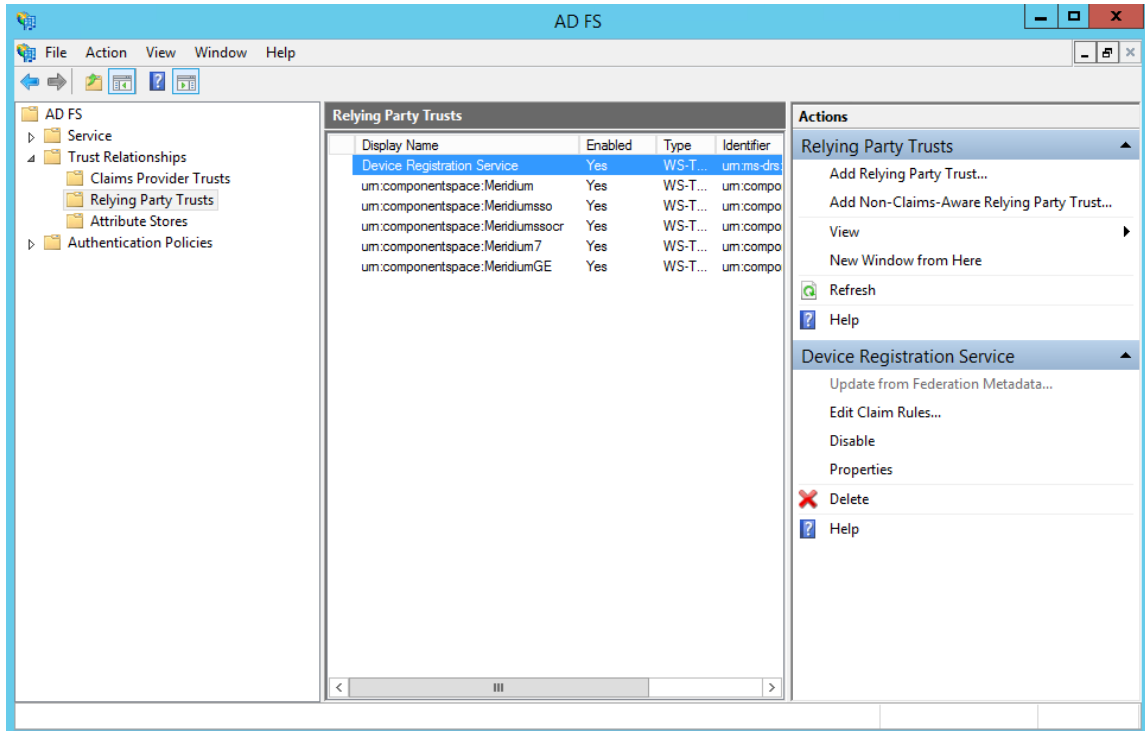 AD FS
File Action View Window Help
AD FS
Service
Trust Relationships
Claims Provider Trusts
Relying Party Trusts
Attribute Stores
Authentication Policies
Relying Party Trusts
Display Name Enabled Type Identifier
Device Registration Service Yes WS-T... urn:ms-drs:
urn:componentspace:Meridium Yes WS-T... urn:compo
urn:componentspace:Meridiumsso Yes WS-T... urn:compo
urn:componentspace:Meridiumssocr Yes WS-T... urn:compo
urn:componentspace:Meridium7 Yes WS-T... urn:compo
urn:componentspace:MeridiumGE Yes WS-T... urn:compo
Actions
Relying Party Trusts
Add Relying Party Trust...
Add Non-Claims-Aware Relying Party Trust...
View
New Window from Here
Refresh
Help
Device Registration Service
Update from Federation Metadata...
Edit Claim Rules...
Disable
Properties
Delete
Help